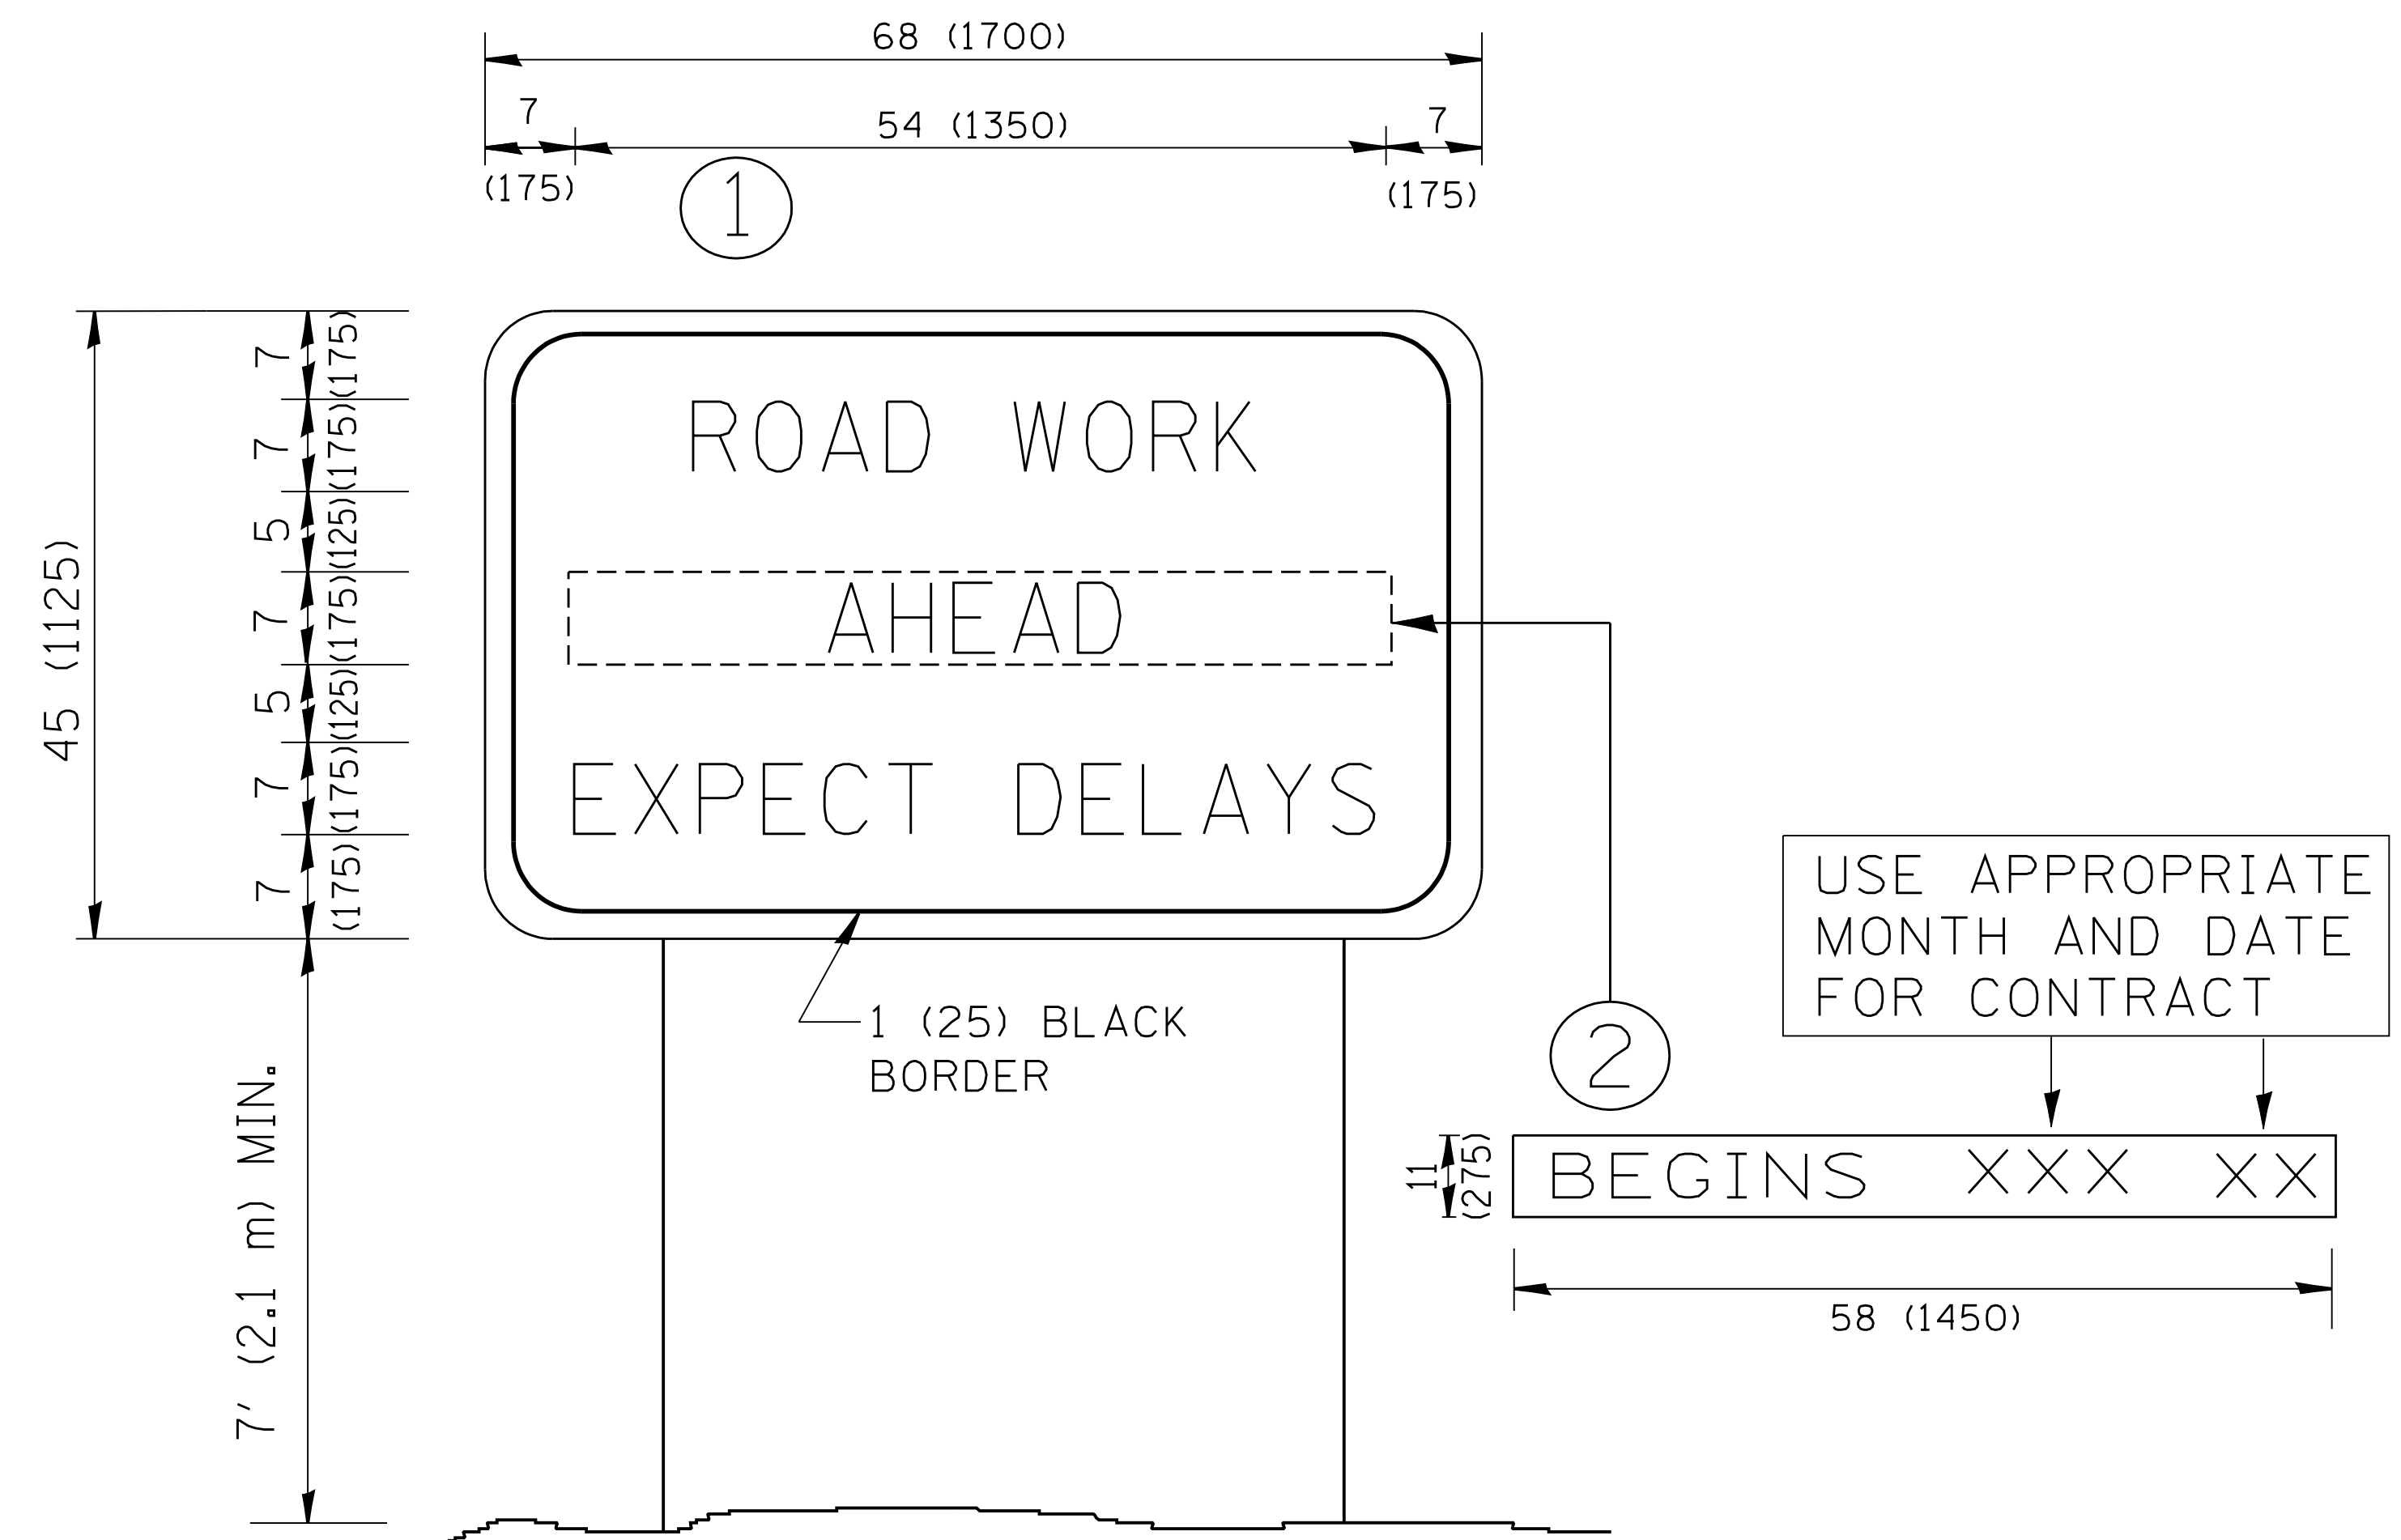 68 (1700)
7
54 (1350)
7
(175)
(175)
1
7
(175)
7
(175)
5
(125)
7
(175)
5
(125)
7
(175)
7
(175)
45 (1125)
ROAD WORK
AHEAD
EXPECT DELAYS
1 (25) BLACK
BORDER
7' (2.1 m) MIN.
2
USE APPROPRIATE
MONTH AND DATE
FOR CONTRACT
11
(275)
BEGINS XXX XX
58 (1450)